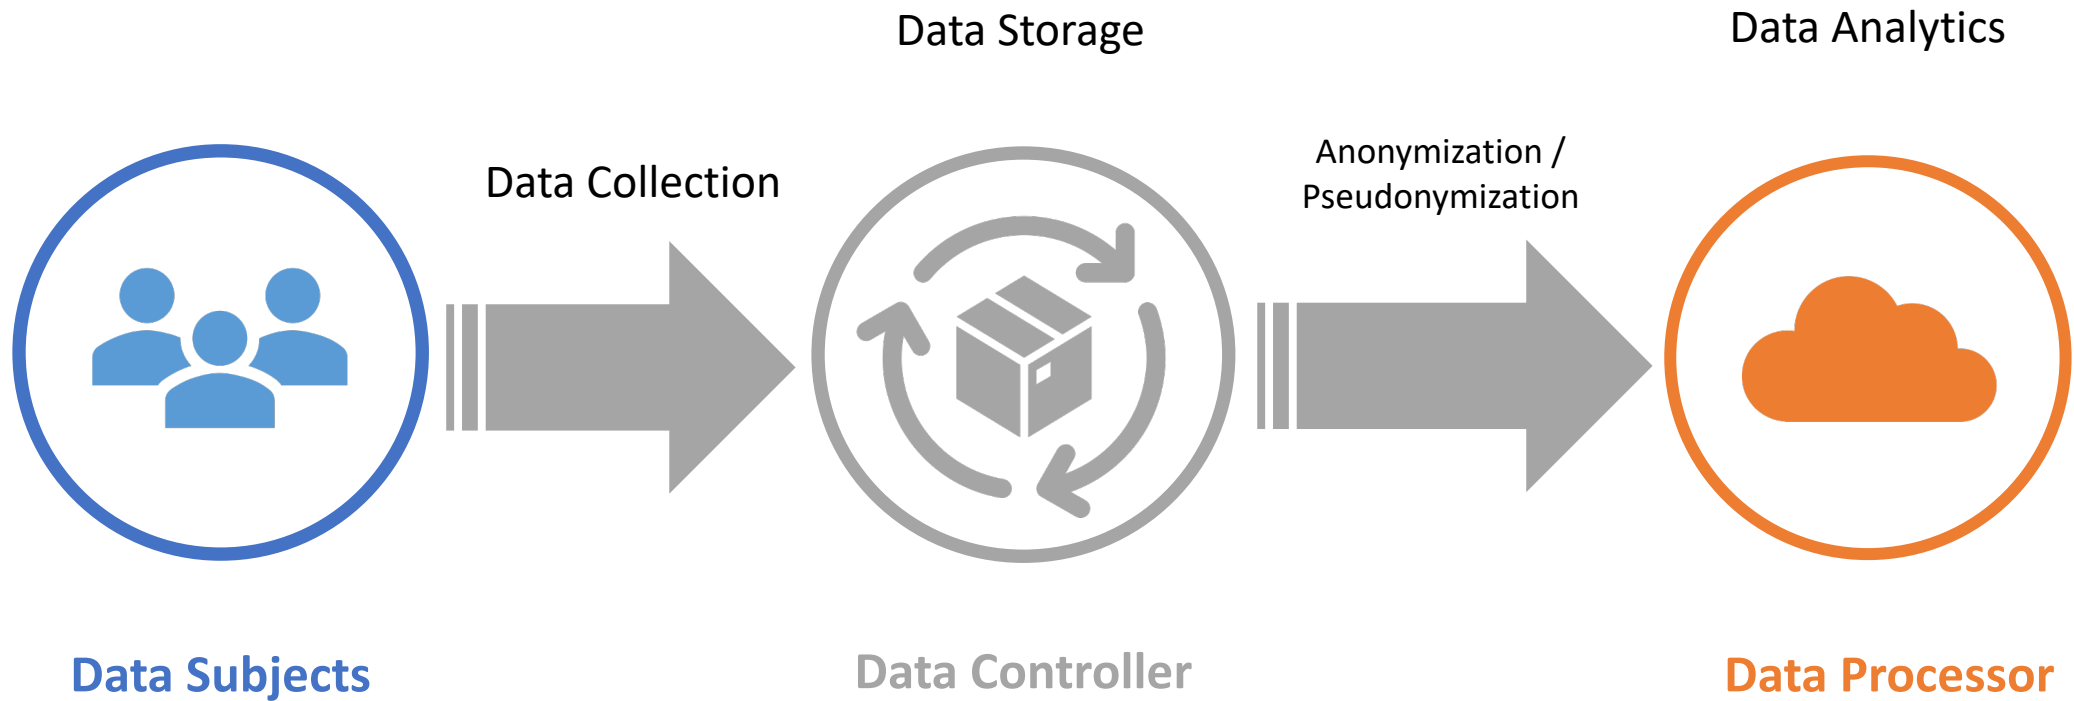 Data Storage
Data Analytics
Data Collection
Anonymization /
Pseudonymization
Data Subjects
Data Controller
Data Processor